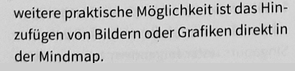 weitere praktische Möglichkeit ist das Hin-
zufügen von Bildern oder Grafiken direkt in
der Mindmap.